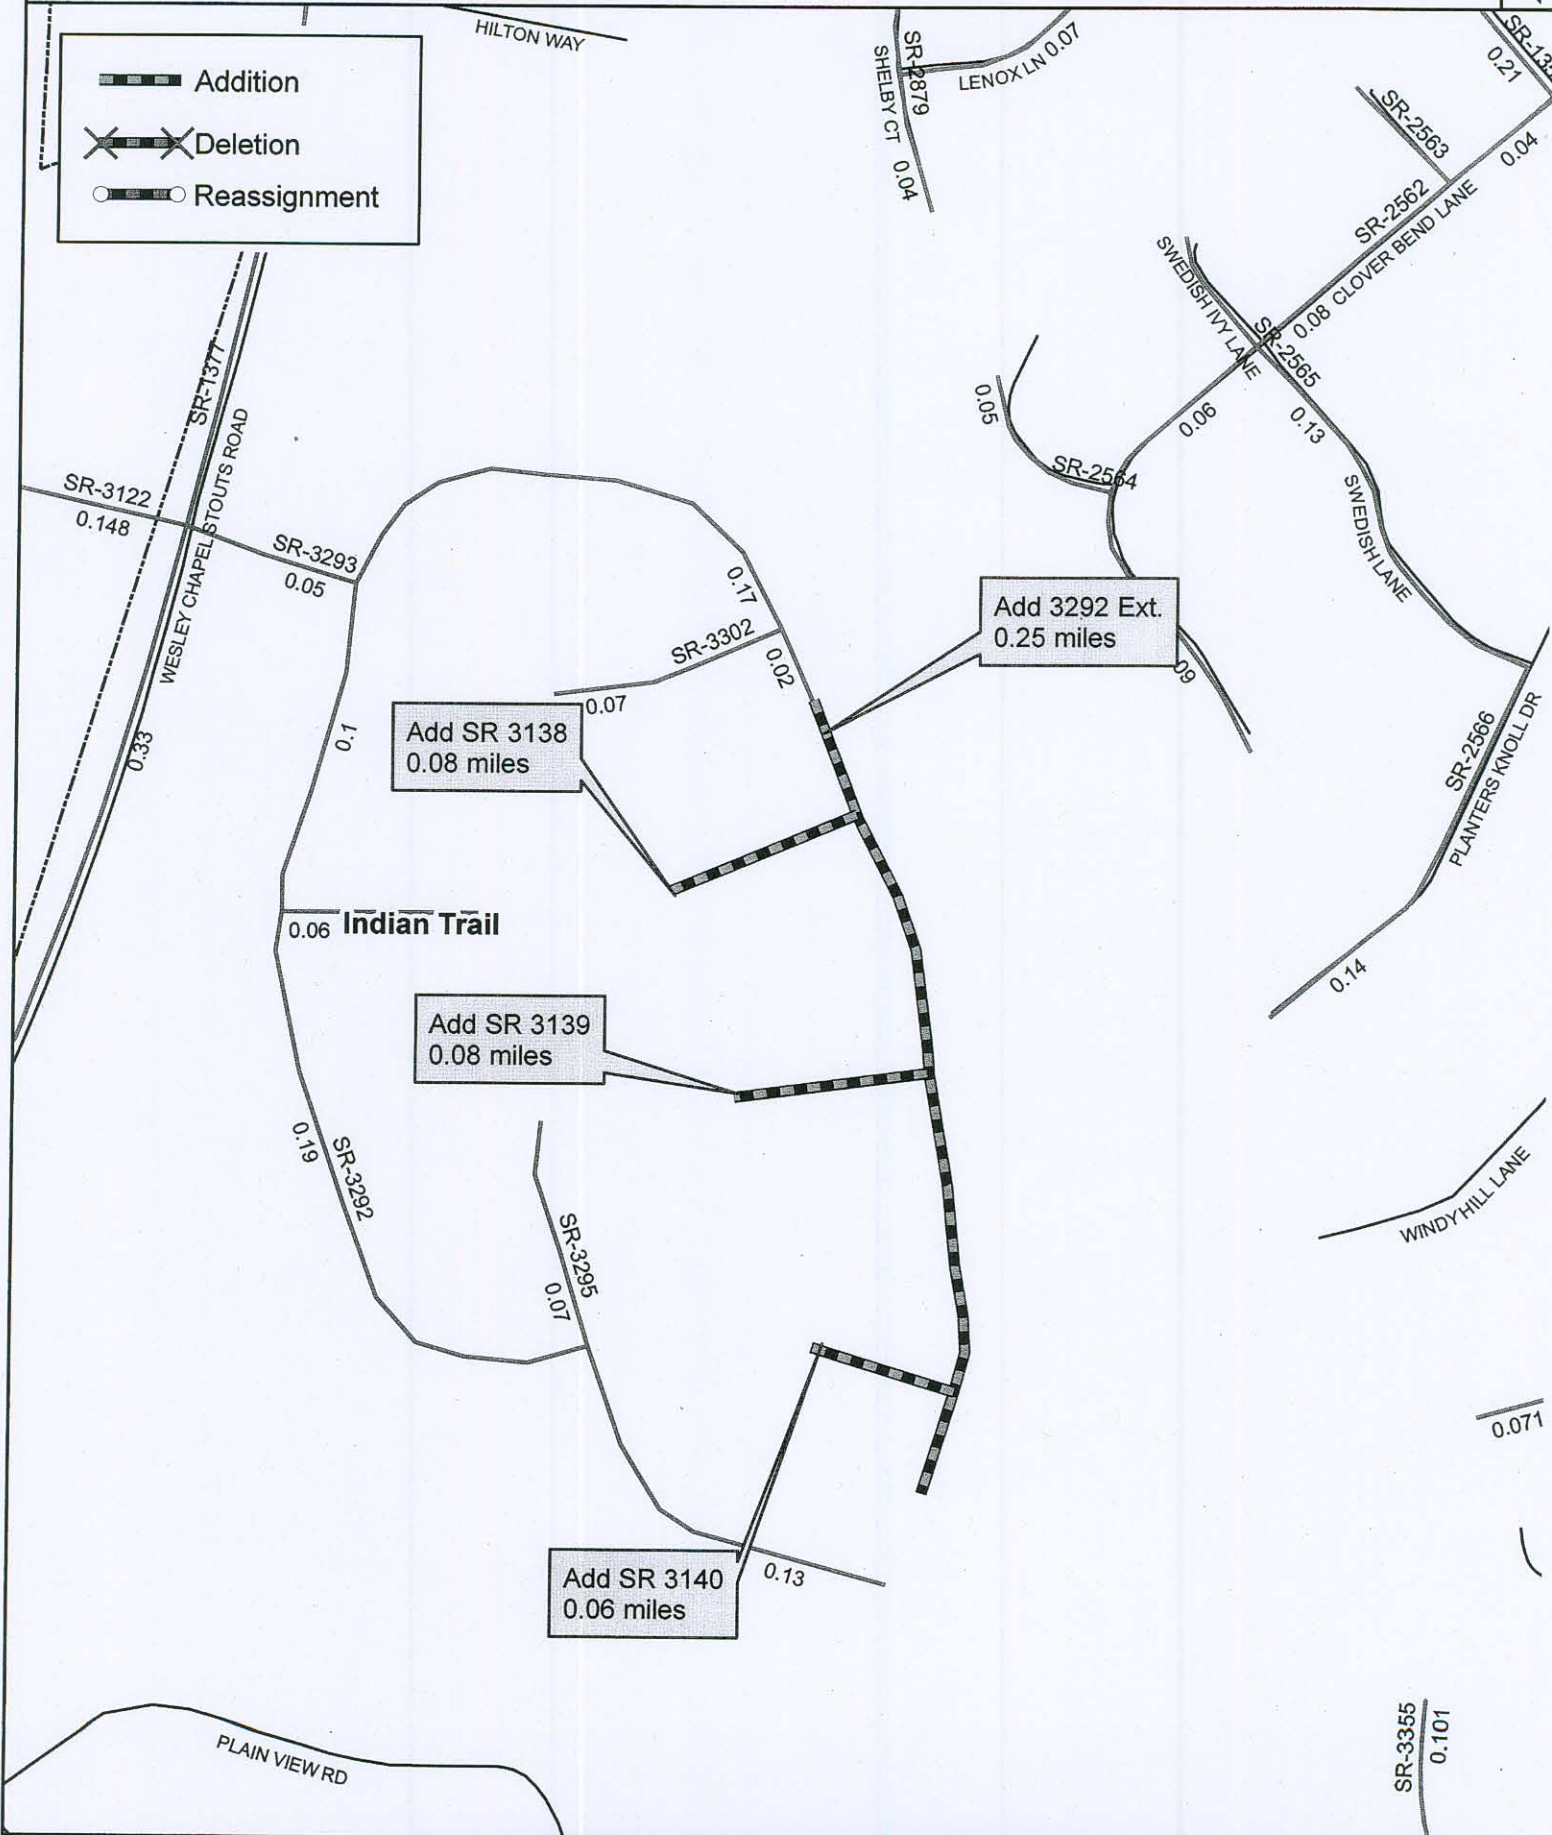 HILTON WAY
Addition
Deletion
Reassignment
SR-2879
SHELBY CT
0.04
LENOX LN 0.07
0.21
SR-2563
0.04
SR-2562
CLOVER BEND LANE
0.08
SWEDISH IVY LANE
SR-2565
0.13
0.06
0.05
SR-2564
SWEDISH LANE
SR-1377
WESLEY CHAPEL STOUTS ROAD
0.33
SR-3122
0.148
SR-3293
0.05
0.17
SR-3302
0.02
0.07
Add 3292 Ext.
0.25 miles
09
SR-2566
PLANTERS KNOLL DR
0.14
Add SR 3138
0.08 miles
0.1
0.06
Indian Trail
Add SR 3139
0.08 miles
0.19
SR-3292
SR-3295
0.07
WINDY HILL LANE
0.071
Add SR 3140
0.06 miles
0.13
PLAIN VIEW RD
SR-3355
0.101